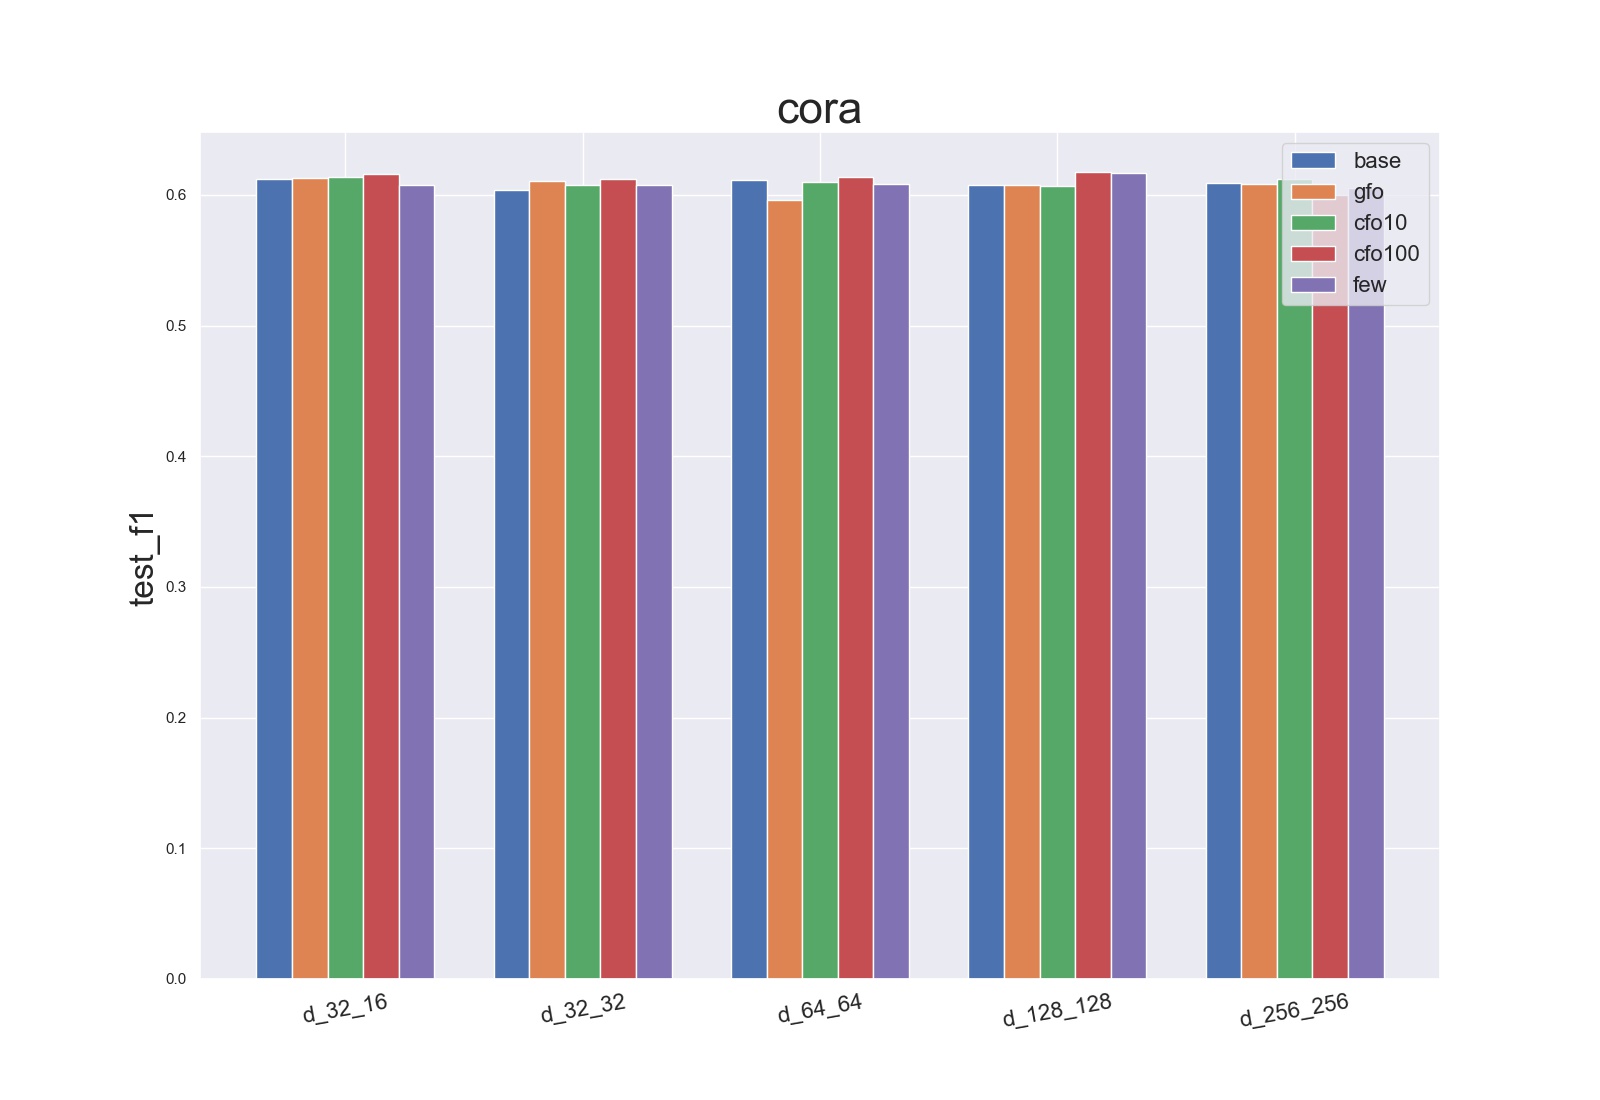 cora
test_f1
0.6
0.5
0.4
0.3
0.2
0.1
0.0
base
gfo
cfo10
cfo100
few
d_32_16
d_32_32
d_64_64
d_128_128
d_256_256